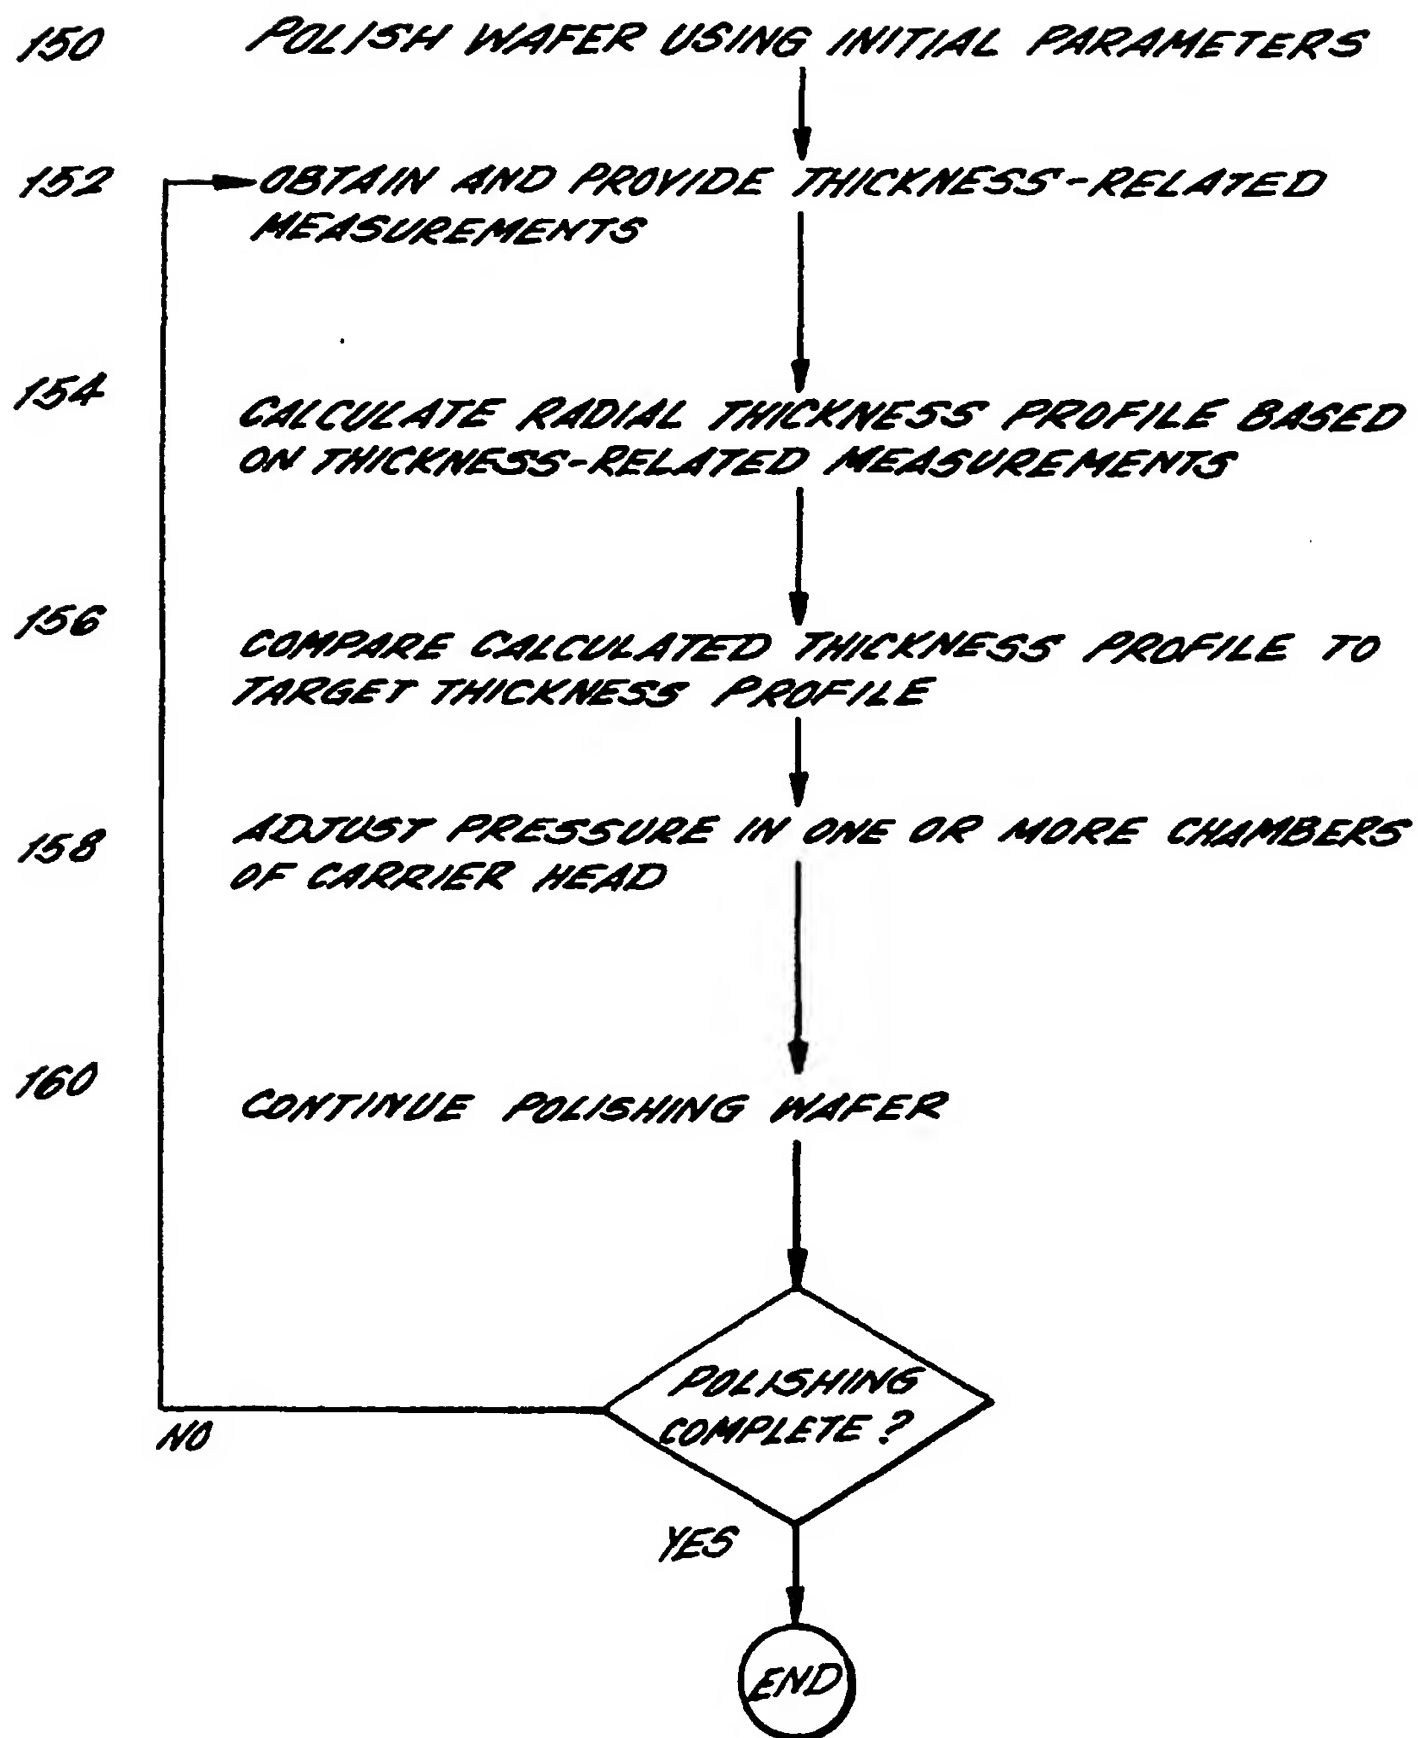 150 POLISH WAFER USING INITIAL PARAMETERS
152 OBTAIN AND PROVIDE THICKNESS-RELATED
MEASUREMENTS
154 CALCULATE RADIAL THICKNESS PROFILE BASED
ON THICKNESS-RELATED MEASUREMENTS
156 COMPARE CALCULATED THICKNESS PROFILE TO
TARGET THICKNESS PROFILE
158 ADJUST PRESSURE IN ONE OR MORE CHAMBERS
OF CARRIER HEAD
160 CONTINUE POLISHING WAFER
POLISHING
COMPLETE?
NO
YES
END